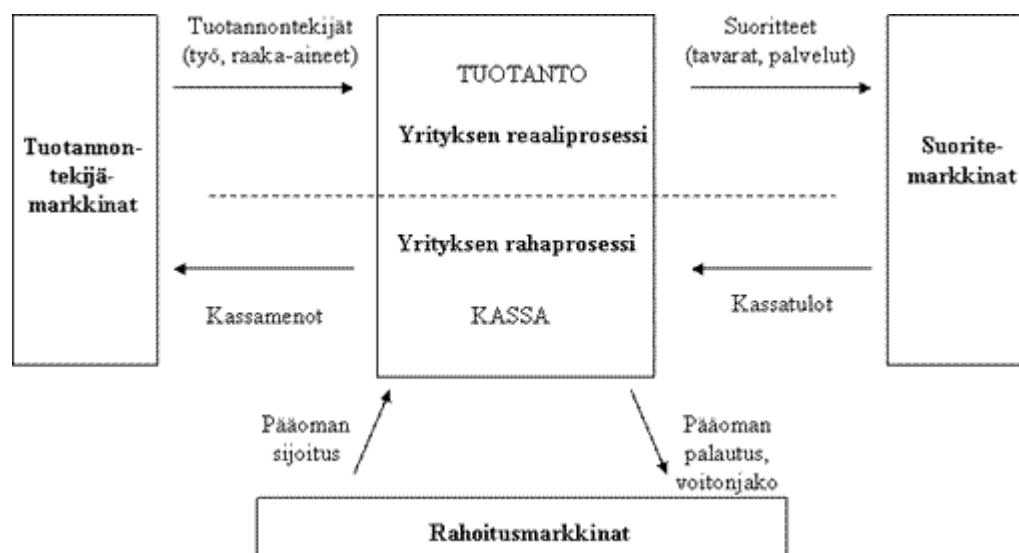 Tuotannontekijät
(työ, raaka-aineet)
Suoritteet
(tavarat, palvelut)
TUOTANTO
Yrityksen reaaliprosessi
Tuotannon-
tekijä-
markkinat
Suorite-
markkinat
Yrityksen rahaprosessi
Kassamenot
KASSA
Kassatulot
Pääoman
sijoitus
Pääoman
palautus,
voitonjako
Rahoitusmarkkinat